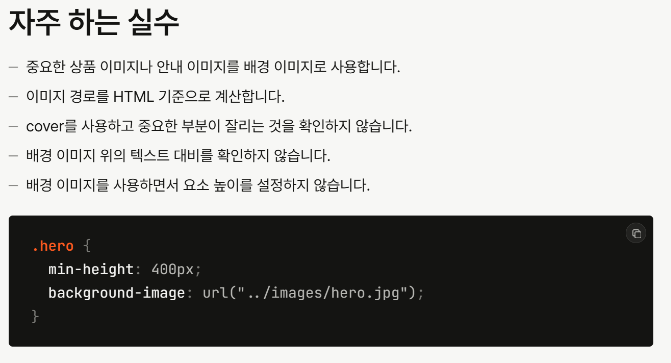 자주 하는 실수
— 중요한 상품 이미지나 안내 이미지를 배경 이미지로 사용합니다.
— 이미지 경로를 HTML 기준으로 계산합니다.
— cover를 사용하고 중요한 부분이 잘리는 것을 확인하지 않습니다.
— 배경 이미지 위의 텍스트 대비를 확인하지 않습니다.
— 배경 이미지를 사용하면서 요소 높이를 설정하지 않습니다.
.hero {
  min-height: 400px;
  background-image: url("../images/hero.jpg");
}